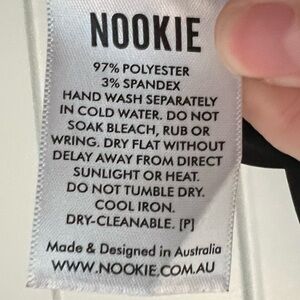 NOOKIE
97% POLYESTER
3% SPANDEX
HAND WASH SEPARATELY
IN COLD WATER. DO NOT
SOAK BLEACH, RUB OR
WRING. DRY FLAT WITHOUT
DELAY AWAY FROM DIRECT
SUNLIGHT OR HEAT.
DO NOT TUMBLE DRY.
COOL IRON.
DRY-CLEANABLE. [P]
Made & Designed in Australia
WWW.NOOKIE.COM.AU